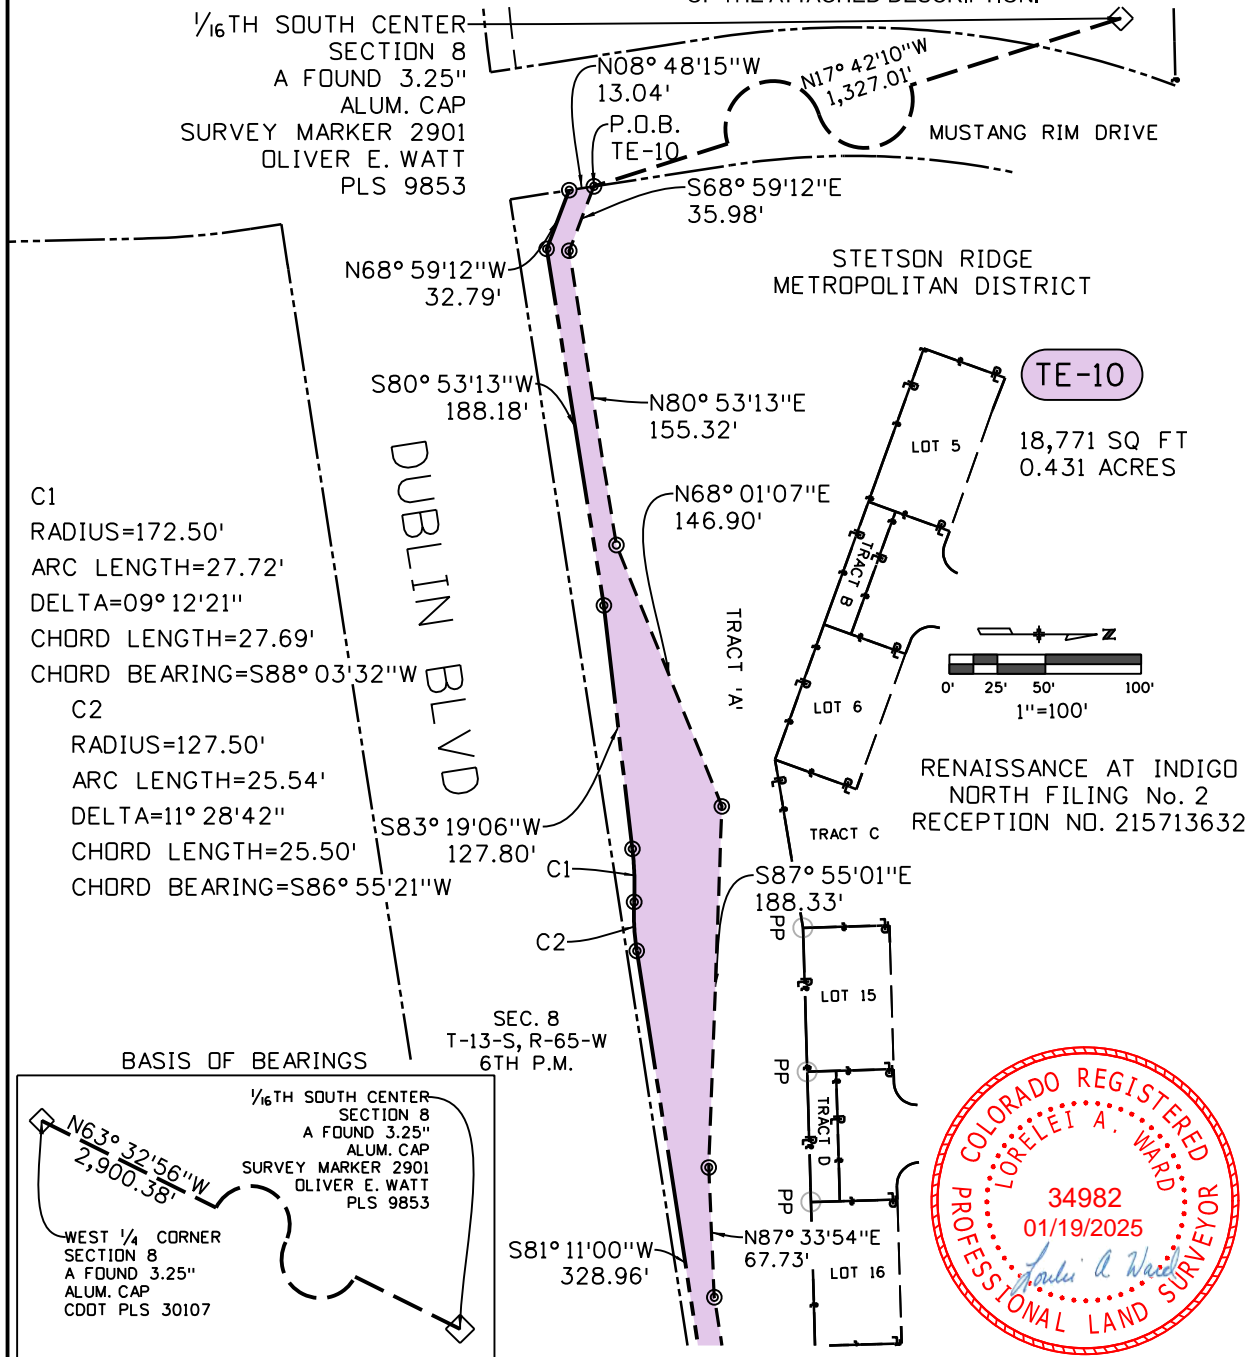 OF THE ATTACHED DESCRIPTION.
1/16TH SOUTH CENTER
SECTION 8
A FOUND 3.25"
ALUM. CAP
SURVEY MARKER 2901
OLIVER E. WATT
PLS 9853
N08° 48'15"W
13.04'
P.O.B.
TE-10
N17° 42'10"W
1,327.01'
MUSTANG RIM DRIVE
S68° 59'12"E
35.98'
N68° 59'12"W
32.79'
STETSON RIDGE
METROPOLITAN DISTRICT
S80° 53'13"W
188.18'
N80° 53'13"E
155.32'
TE-10
18,771 SQ FT
0.431 ACRES
LOT 5
N68° 01'07"E
146.90'
DUBLIN BLVD
C1
RADIUS=172.50'
ARC LENGTH=27.72'
DELTA=09° 12'21"
CHORD LENGTH=27.69'
CHORD BEARING=S88° 03'32"W
C2
RADIUS=127.50'
ARC LENGTH=25.54'
DELTA=11° 28'42"
CHORD LENGTH=25.50'
CHORD BEARING=S86° 55'21"W
TRACT B
TRACT 'A'
LOT 6
N
0' 25' 50' 100'
1"=100'
RENAISSANCE AT INDIGO
NORTH FILING No. 2
RECEPTION NO. 215713632
TRACT C
S83° 19'06"W
127.80'
C1
C2
S87° 55'01"E
188.33'
PP
LOT 15
PP
TRACT D
PP
LOT 16
SEC. 8
T-13-S, R-65-W
6TH P.M.
S81° 11'00"W
328.96'
N87° 33'54"E
67.73'
BASIS OF BEARINGS
N63° 32'56"W
2,900.38'
1/16TH SOUTH CENTER
SECTION 8
A FOUND 3.25"
ALUM. CAP
SURVEY MARKER 2901
OLIVER E. WATT
PLS 9853
WEST 1/4 CORNER
SECTION 8
A FOUND 3.25"
ALUM. CAP
CDOT PLS 30107
COLORADO REGISTERED
LORELEI A. WARD
34982
01/19/2025
Lorelei A Ward
PROFESSIONAL LAND SURVEYOR